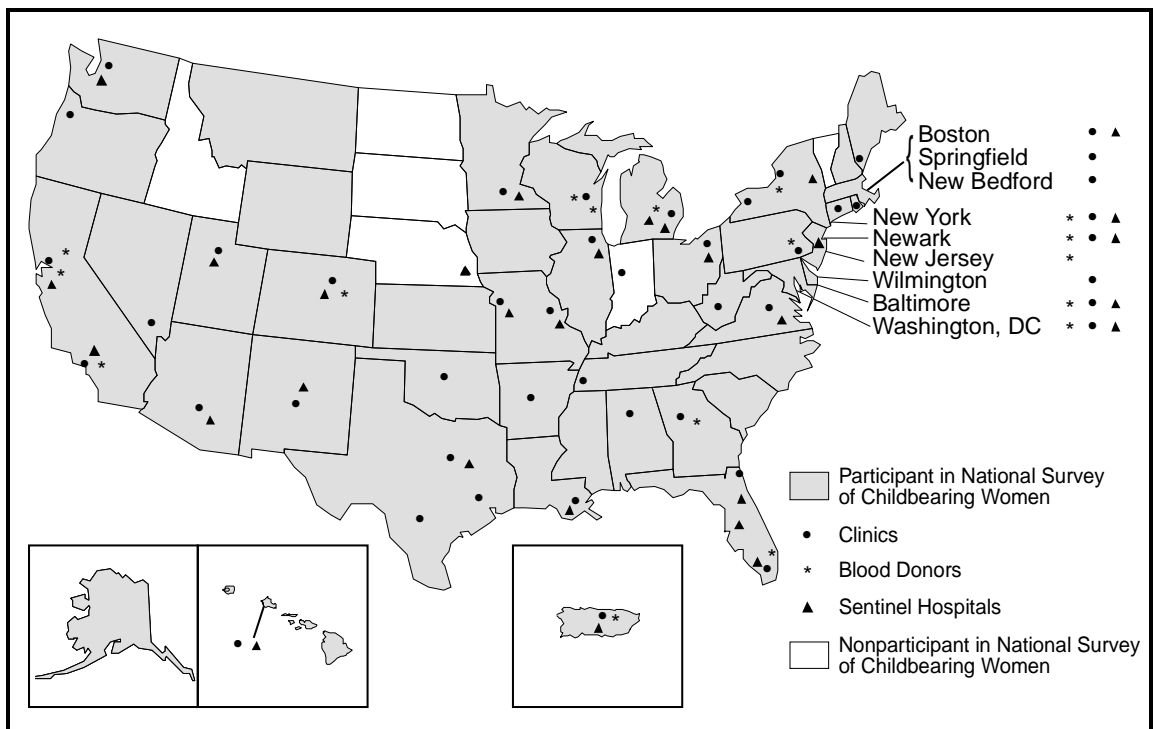 Boston
Springfield
New Bedford
New York
Newark
New Jersey
Wilmington
Baltimore
Washington, DC
Participant in National Survey
of Childbearing Women
Clinics
Blood Donors
Sentinel Hospitals
Nonparticipant in National Survey
of Childbearing Women